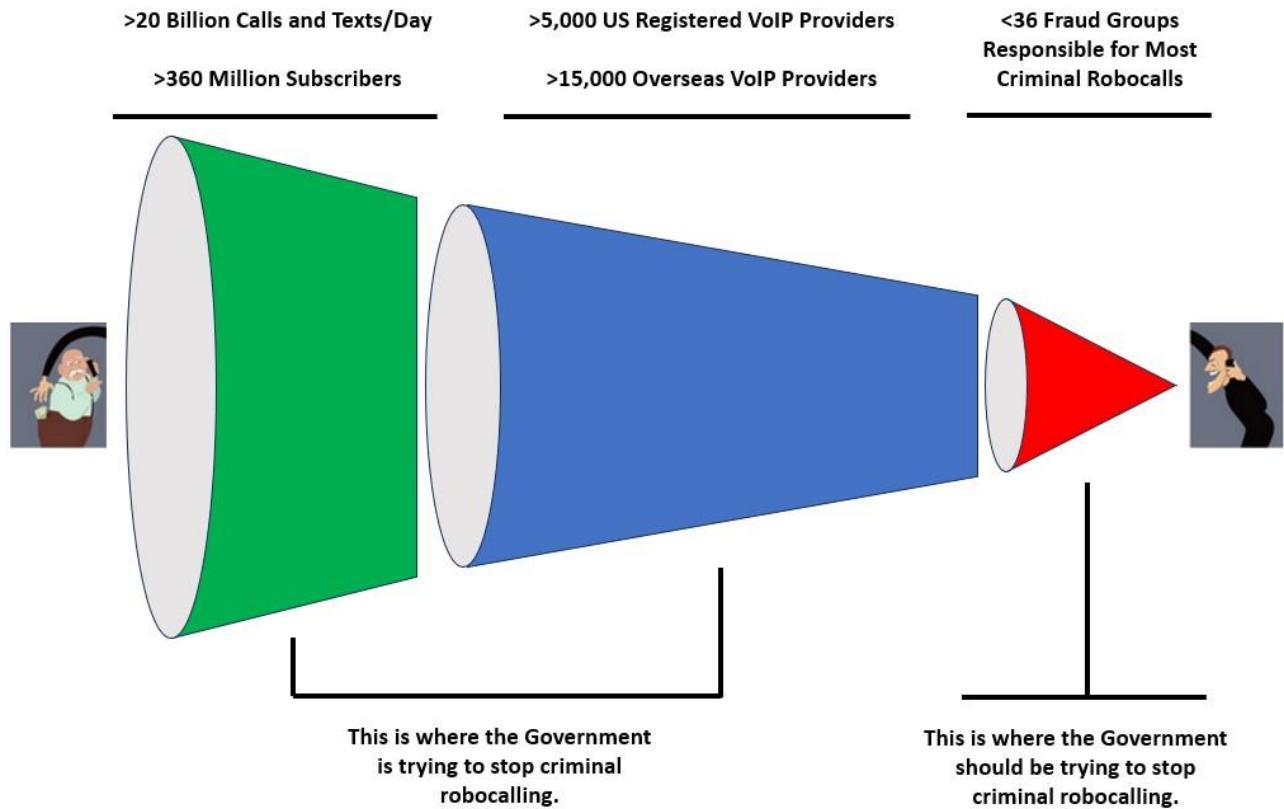 >20 Billion Calls and Texts/Day
>360 Million Subscribers
>5,000 US Registered VoIP Providers
>15,000 Overseas VoIP Providers
<36 Fraud Groups
Responsible for Most
Criminal Robocalls
This is where the Government
is trying to stop criminal
robocalling.
This is where the Government
should be trying to stop
criminal robocalling.